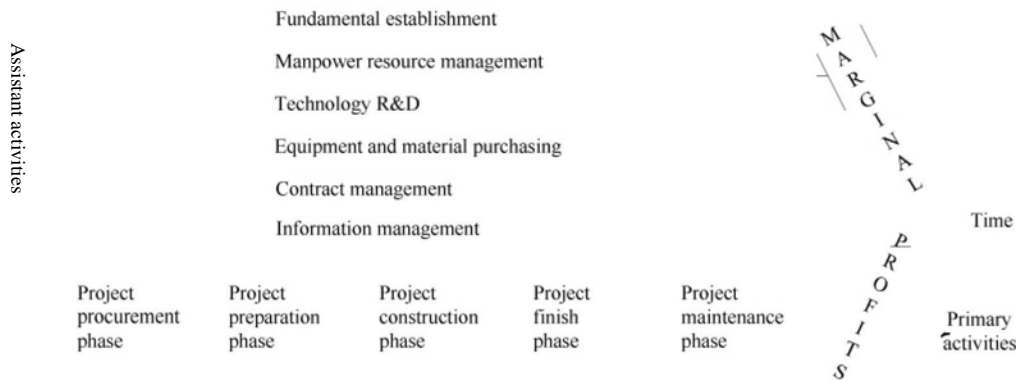 Assistant activities
Fundamental establishment
Manpower resource management
Technology R&D
Equipment and material purchasing
Contract management
Information management
MARGINAL
PROFITS
Time
Project
procurement
phase
Project
preparation
phase
Project
construction
phase
Project
finish
phase
Project
maintenance
phase
Primary
activities